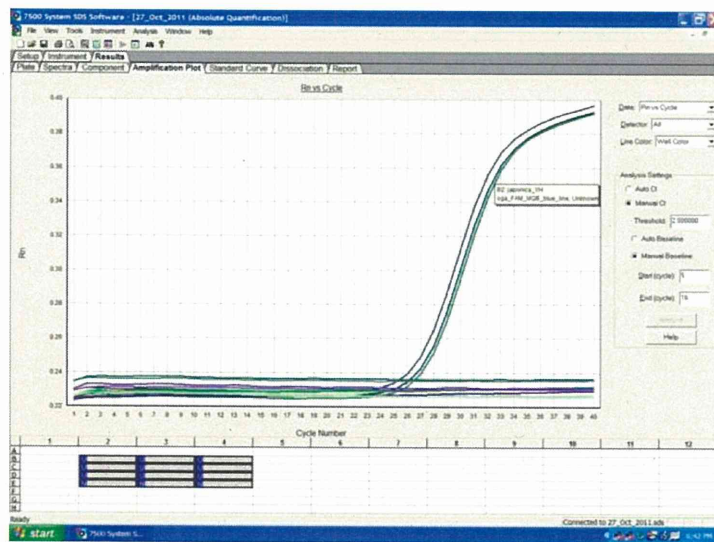 7500 System SDS Software - [27_Oct_2011 (Absolute Quantification)]
File View Tools Instrument Analysis Window Help
Setup Instrument Results
Plate Spectra Component Amplification Plot Standard Curve Dissociation Report
Rn vs Cycle
Data: Rn vs Cycle
Detector: All
Line Color: Well Color
Analysis Settings
Auto Ct
Manual Ct
Threshold:
Auto Baseline
Manual Baseline
Start (cycle): 5
End (cycle):
Help
0.40
0.38
0.36
0.34
0.32
0.30
0.28
0.26
0.24
0.22
Rn
1 2 3 4 5 6 7 8 9 10 11 12 13 14 15 16 17 18 19 20 21 22 23 24 25 26 27 28 29 30 31 32 33 34 35 36 37 38 39 40
Cycle Number
1 2 3 4 5 6 7 8 9 10 11 12
A
B
C
D
E
F
G
H
Ready
Connected to 27_Oct_2011.sds
start
7500 System S...